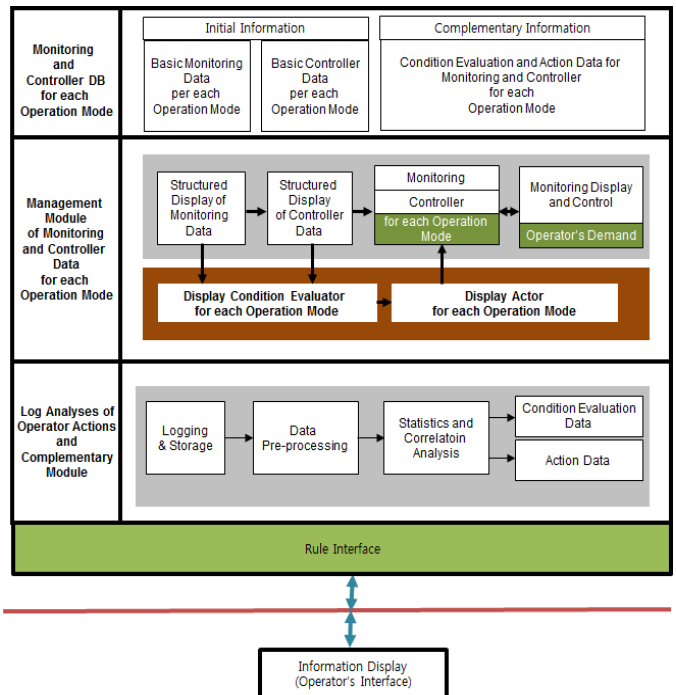 Monitoring
and
Controller DB
for each
Operation Mode
Initial Information
Basic Monitoring
Data
per each
Operation Mode
Basic Controller
Data
per each
Operation Mode
Complementary Information
Condition Evaluation and Action Data for
Monitoring and Controller
for each
Operation Mode
Management
Module
of Monitoring
and Controller
Data
for each
Operation Mode
Structured
Display of
Monitoring
Data
Structured
Display
of Controller
Data
Monitoring
Controller
for each Operation
Mode
Monitoring Display
and Control
Operator's Demand
Display Condition Evaluator
for each Operation Mode
Display Actor
for each Operation Mode
Log Analyses of
Operator Actions
and
Complementary
Module
Logging
& Storage
Data
Pre-processing
Statistics and
Correlatoin
Analysis
Condition Evaluation
Data
Action Data
Rule Interface
Information Display
(Operator's Interface)